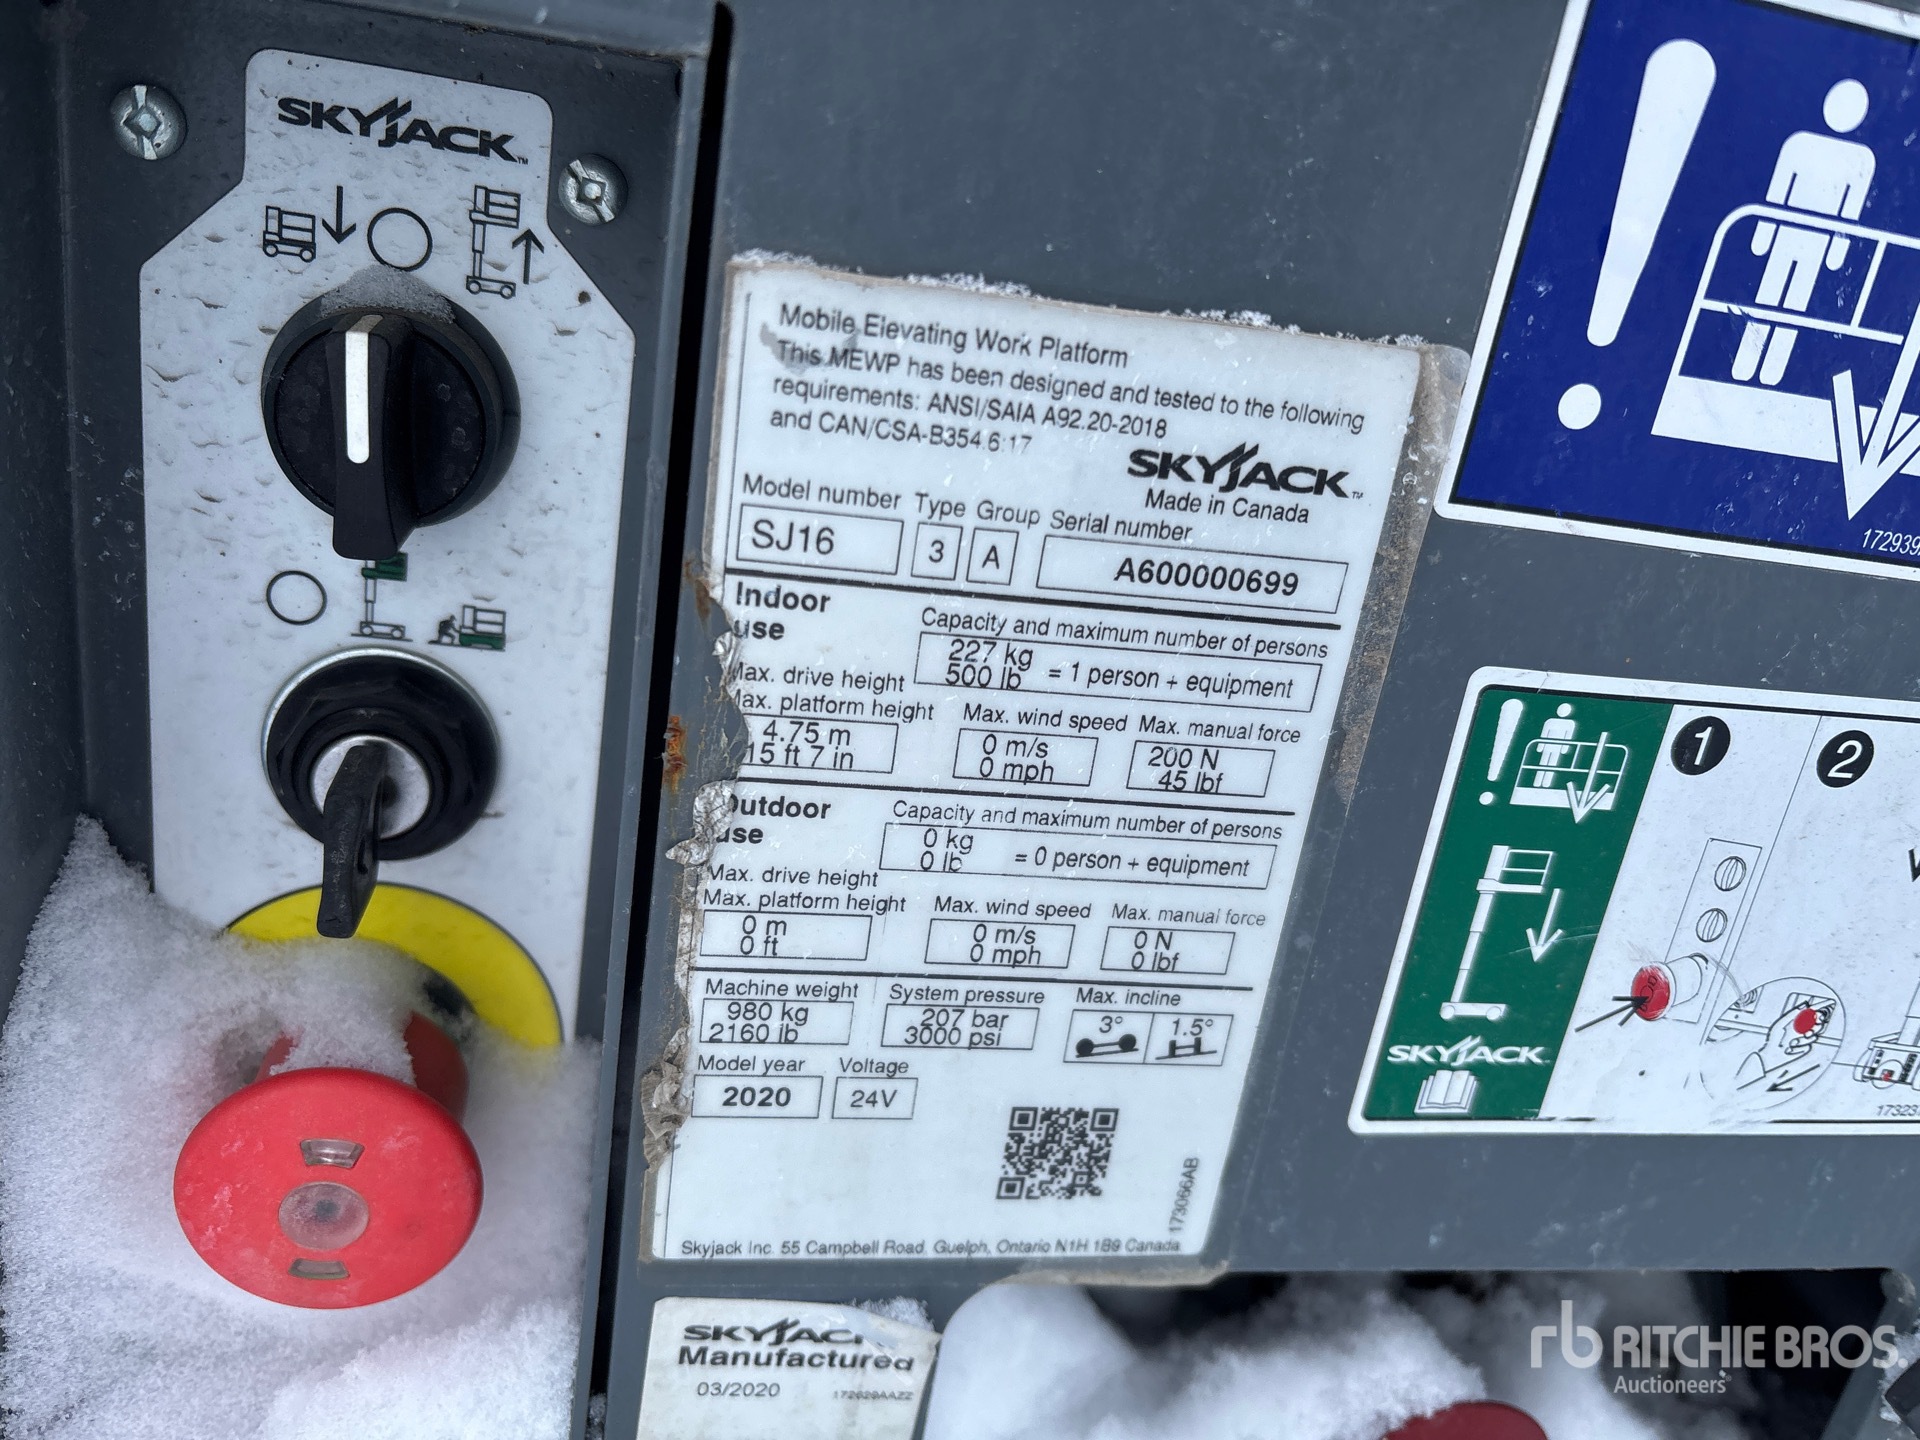 SKYJACK™
Mobile Elevating Work Platform
This MEWP has been designed and tested to the following
requirements: ANSI/SAIA A92.20-2018
and CAN/CSA-B354.6:17
SKYJACK™
Made in Canada
Model number Type Group Serial number
SJ16 3 A A600000699
Indoor
use
Capacity and maximum number of persons
227 kg
500 lb = 1 person + equipment
Max. drive height
Max. platform height Max. wind speed Max. manual force
4.75 m 0 m/s 200 N
15 ft 7 in 0 mph 45 lbf
Outdoor
use
Capacity and maximum number of persons
0 kg
0 lb = 0 person + equipment
Max. drive height
Max. platform height Max. wind speed Max. manual force
0 m 0 m/s 0 N
0 ft 0 mph 0 lbf
Machine weight System pressure Max. incline
980 kg 207 bar 3° 1.5°
2160 lb 3000 psi
Model year Voltage
2020 24V
173066AB
Skyjack Inc. 55 Campbell Road, Guelph, Ontario N1H 1B9 Canada
SKYJACK
Manufactured
03/2020 172629AAZZ
1 2
SKYJACK™
rb RITCHIE BROS.
Auctioneers